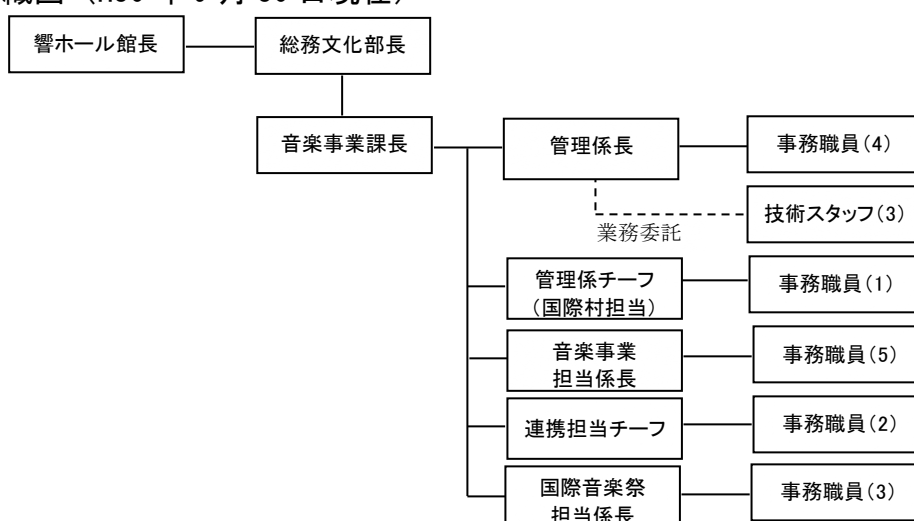 響ホール館長
総務文化部長
音楽事業課長
管理係長
事務職員(4)
技術スタッフ(3)
業務委託
管理係チーフ
(国際村担当)
事務職員(1)
音楽事業
担当係長
事務職員(5)
連携担当チーフ
事務職員(2)
国際音楽祭
担当係長
事務職員(3)